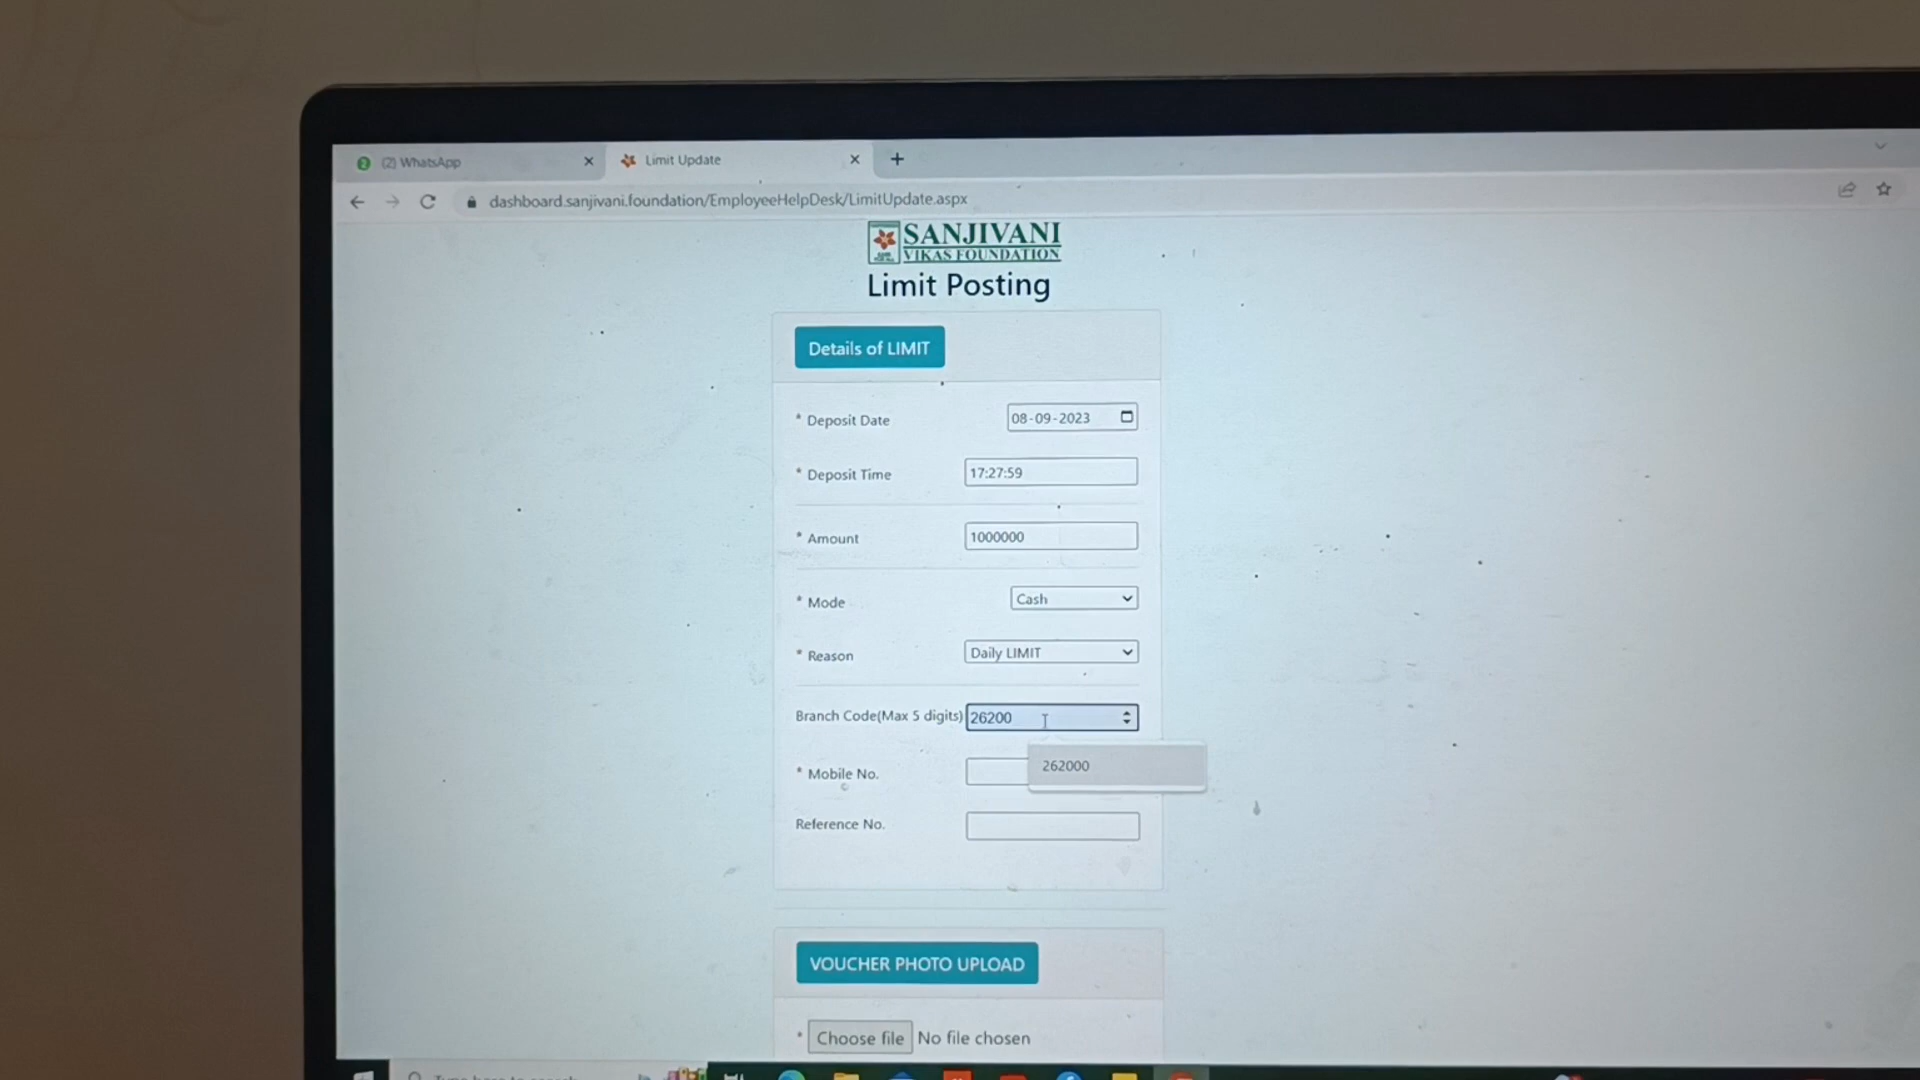 (2) WhatsApp
Limit Update
dashboard.sanjivani.foundation/EmployeeHelpDesk/LimitUpdate.aspx
SANJIVANI
VIKAS FOUNDATION
Limit Posting
Details of LIMIT
* Deposit Date 08-09-2023
* Deposit Time 17:27:59
* Amount 1000000
* Mode Cash
* Reason Daily LIMIT
Branch Code(Max 5 digits) 26200
262000
* Mobile No.
Reference No.
VOUCHER PHOTO UPLOAD
* Choose file No file chosen